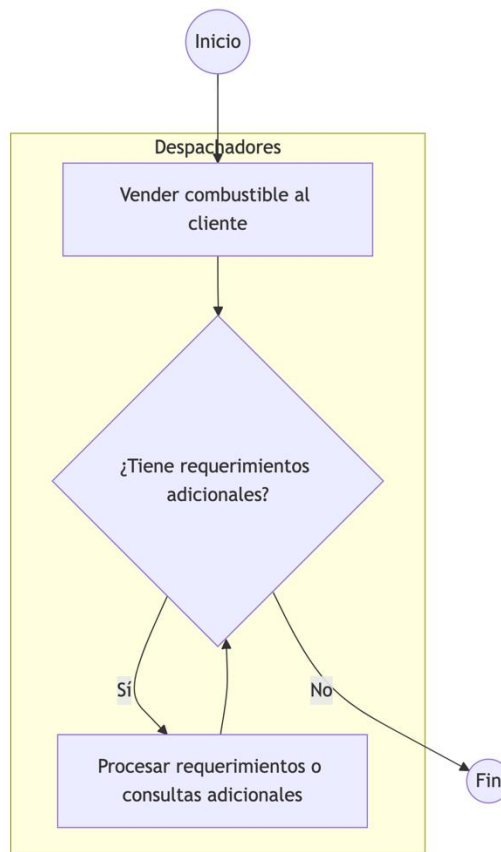 Inicio
Despachadores
Vender combustible al
cliente
¿Tiene requerimientos
adicionales?
Sí
No
Procesar requerimientos o
consultas adicionales
Fin